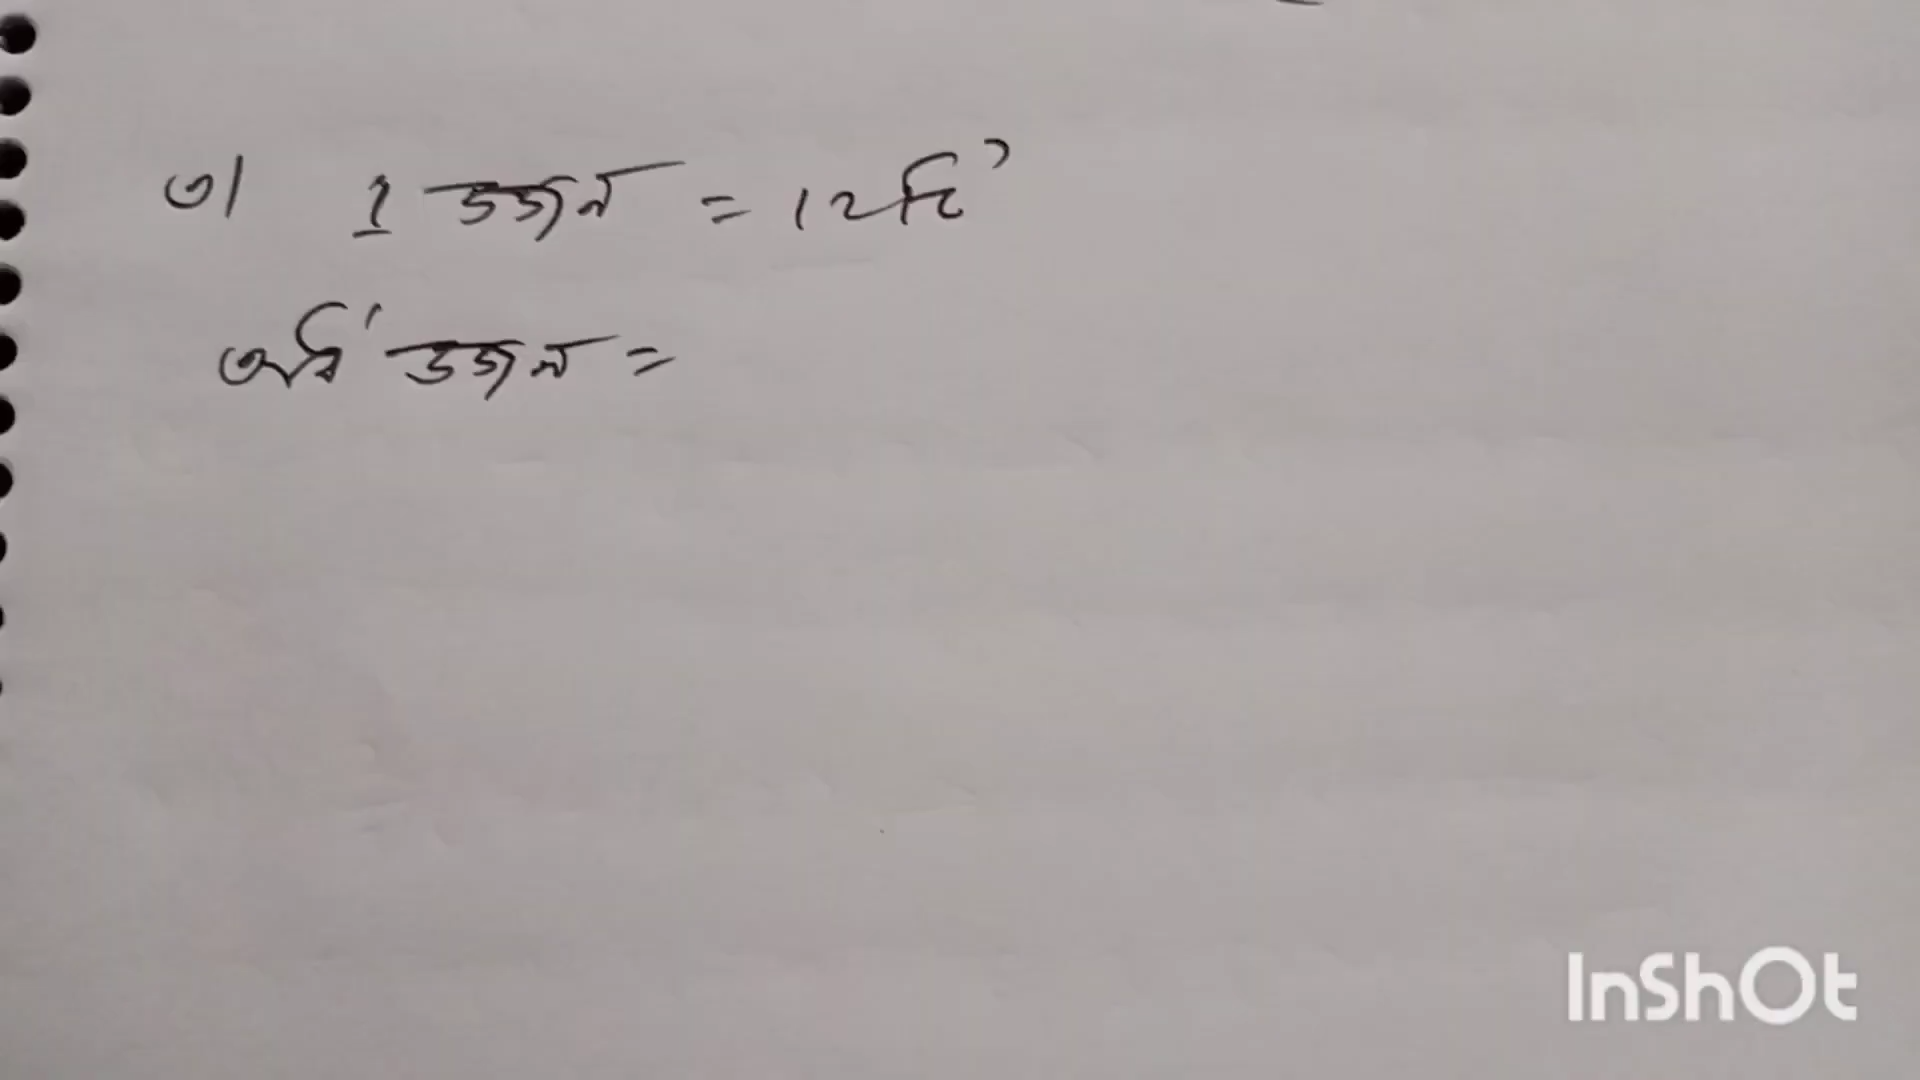 ৩। 1 ডজন = 12টি
অর্ধ ডজন =
InShOt